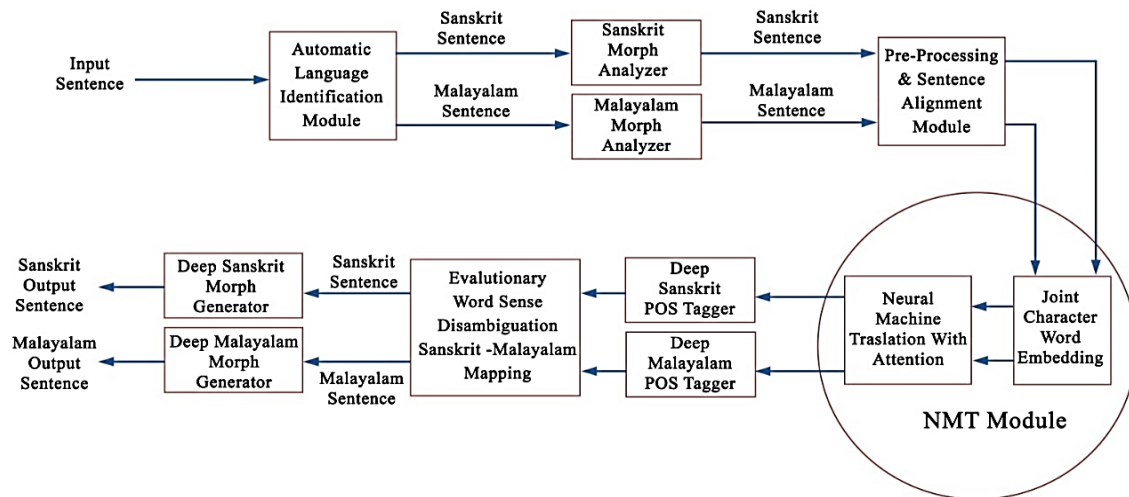 Input
Sentence
Automatic
Language
Identification
Module
Sanskrit
Sentence
Malayalam
Sentence
Sanskrit
Morph
Analyzer
Malayalam
Morph
Analyzer
Sanskrit
Sentence
Malayalam
Sentence
Pre-Processing
& Sentence
Alignment
Module
Joint
Character
Word
Embedding
Neural
Machine
Traslation With
Attention
NMT Module
Deep
Sanskrit
POS Tagger
Deep
Malayalam
POS Tagger
Evalutionary
Word Sense
Disambiguation
Sanskrit -Malayalam
Mapping
Sanskrit
Sentence
Malayalam
Sentence
Deep Sanskrit
Morph
Generator
Deep Malayalam
Morph
Generator
Sanskrit
Output
Sentence
Malayalam
Output
Sentence